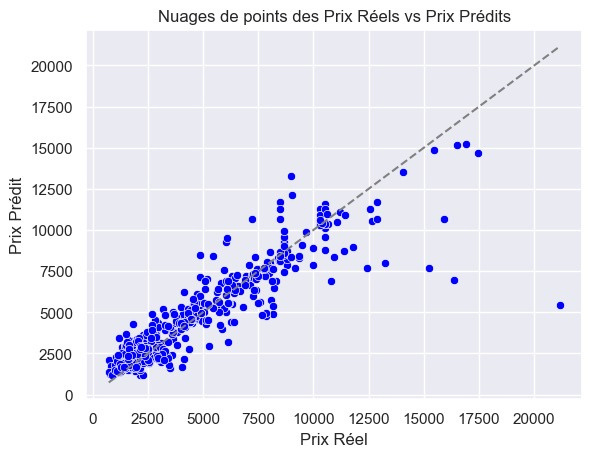 Nuages de points des Prix Réels vs Prix Prédits
20000
17500
15000
12500
10000
7500
5000
2500
0
Prix Prédit
0 2500 5000 7500 10000 12500 15000 17500 20000
Prix Réel